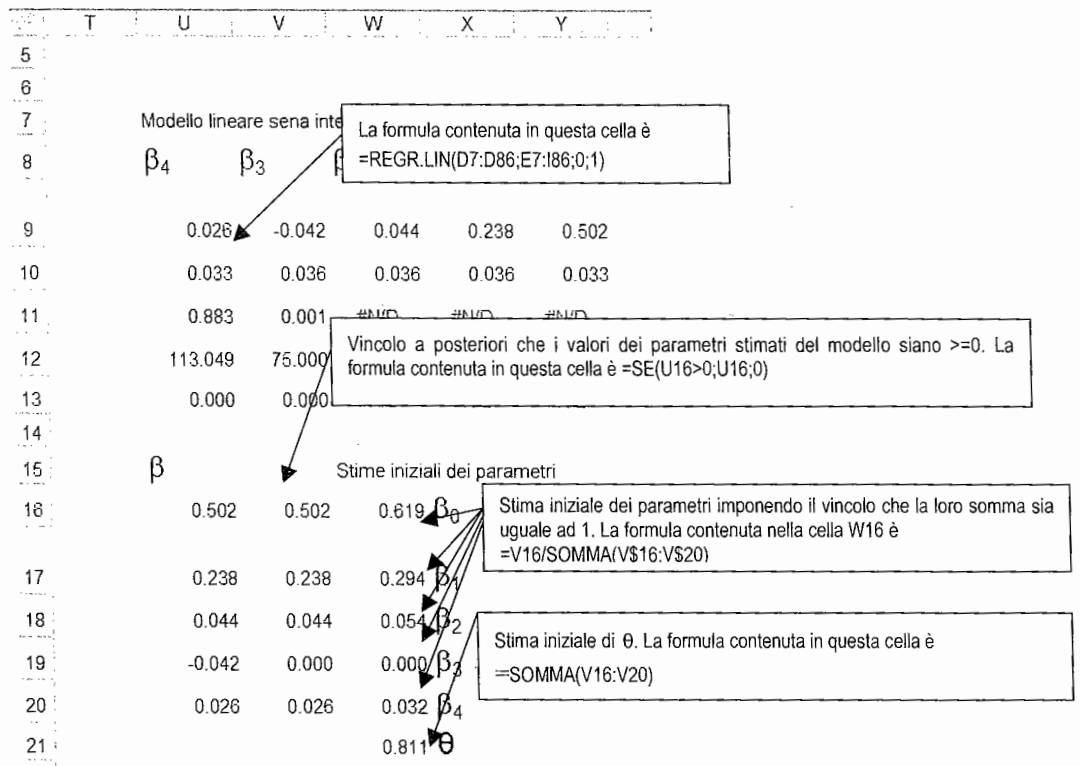 T U V W X Y
5
6
7 Modello lineare sena inte
La formula contenuta in questa cella è
=REGR.LIN(D7:D86;E7:I86;0;1)
8 β4 β3
9 0.026 -0.042 0.044 0.238 0.502
10 0.033 0.036 0.036 0.036 0.033
11 0.883 0.001 #N/D #N/D #N/D
Vincolo a posteriori che i valori dei parametri stimati del modello siano >=0. La
formula contenuta in questa cella è =SE(U16>0;U16;0)
12 113.049 75.000
13 0.000 0.000
14
15 β Stime iniziali dei parametri
16 0.502 0.502 0.619 β0
Stima iniziale dei parametri imponendo il vincolo che la loro somma sia
uguale ad 1. La formula contenuta nella cella W16 è
=V16/SOMMA(V$16:V$20)
17 0.238 0.238 0.294 β1
18 0.044 0.044 0.054 β2
Stima iniziale di θ. La formula contenuta in questa cella è
=SOMMA(V16:V20)
19 -0.042 0.000 0.000 β3
20 0.026 0.026 0.032 β4
21 0.811 θ